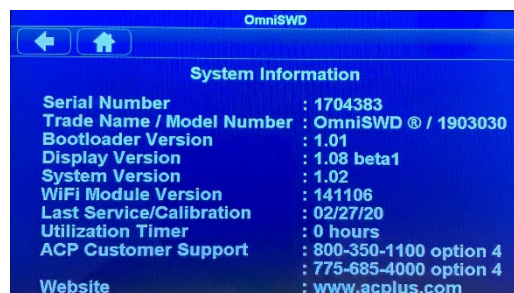 OmniSWD
System Information
Serial Number : 1704383
Trade Name / Model Number : OmniSWD ® / 1903030
Bootloader Version : 1.01
Display Version : 1.08 beta1
System Version : 1.02
WiFi Module Version : 141106
Last Service/Calibration : 02/27/20
Utilization Timer : 0 hours
ACP Customer Support : 800-350-1100 option 4
: 775-685-4000 option 4
Website : www.acplus.com